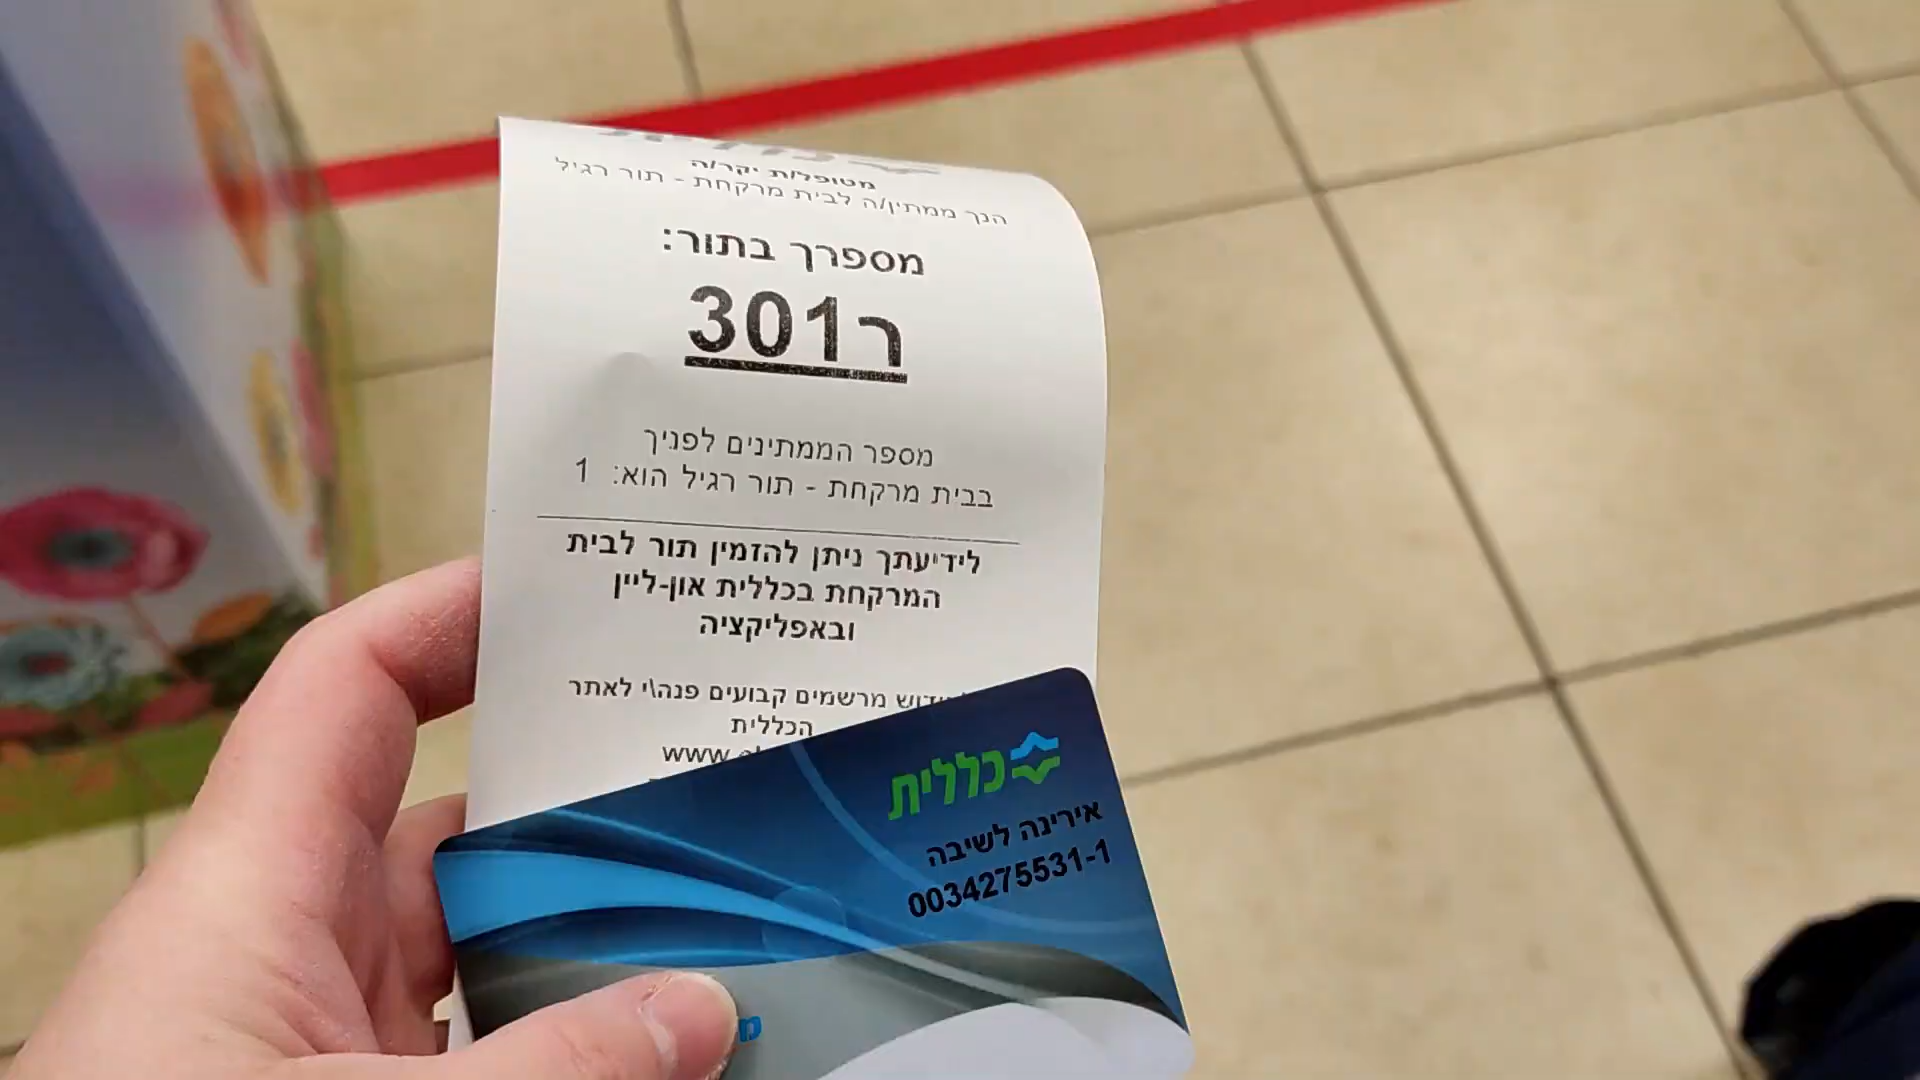 כללית
מטופל/ת יקר/ה
הנך ממתין/ה לבית מרקחת - תור רגיל
מספרך בתור:
ר301
מספר הממתינים לפניך
בבית מרקחת - תור רגיל הוא: 1
לידיעתך ניתן להזמין תור לבית
המרקחת בכללית און-ליין
ובאפליקציה
מרשמים קבועים פנה\י לאתר
הכללית
www
כללית
אירינה לשיבה
0034275531-1